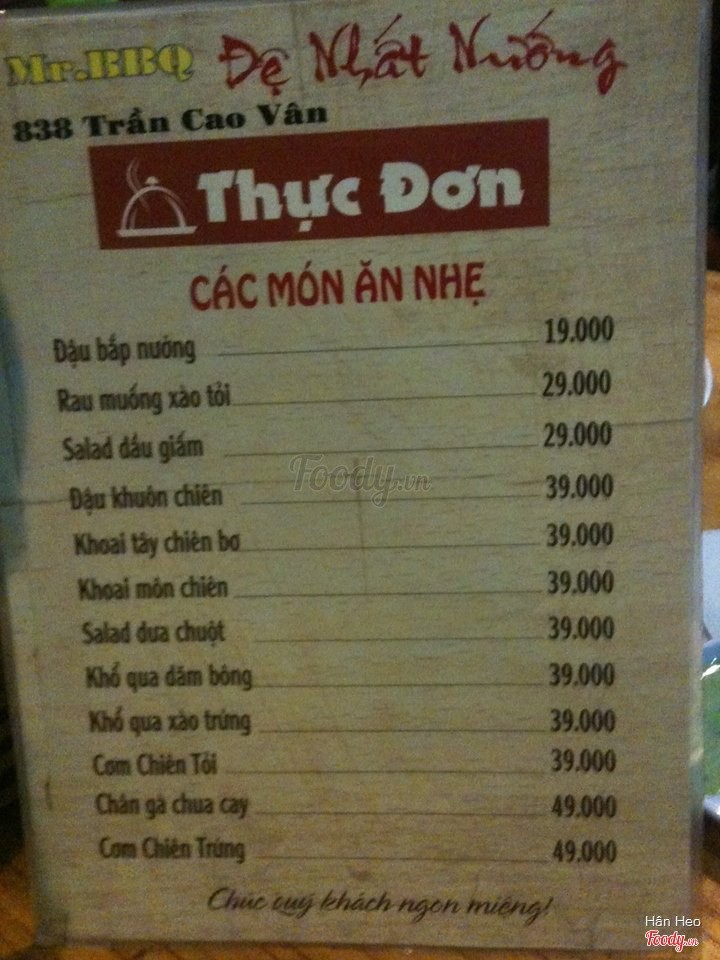 Mr.BBQ Đệ Nhất Nướng
838 Trần Cao Vân
Thực Đơn
CÁC MÓN ĂN NHẸ
Đậu bắp nướng 19.000
Rau muống xào tỏi 29.000
Salad dầu giấm 29.000
Đậu khuôn chiên 39.000
Khoai tây chiên bơ 39.000
Khoai môn chiên 39.000
Salad dưa chuột 39.000
Khổ qua dăm bông 39.000
Khổ qua xào trứng 39.000
Cơm Chiên Tỏi 39.000
Chân gà chua cay 49.000
Cơm Chiên Trứng 49.000
Chúc quý khách ngon miệng!
Foody.vn
Hân Heo
Foody.vn